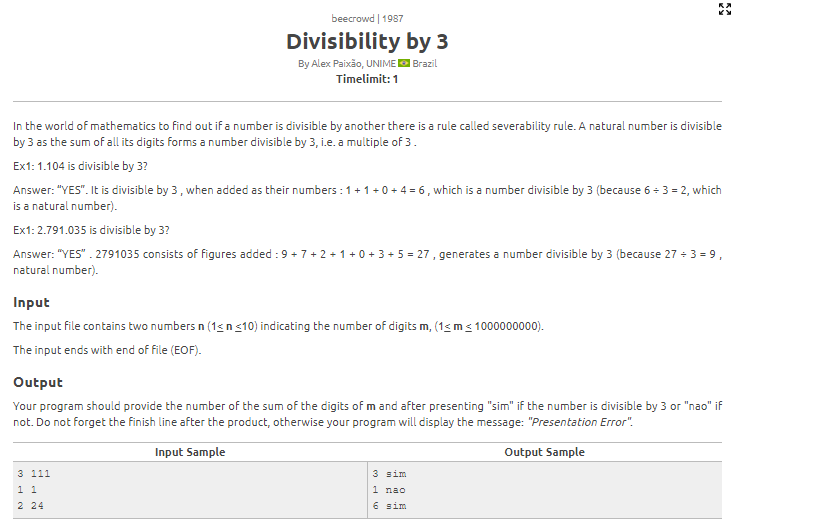 beecrowd | 1987
Divisibility by 3
By Alex Paixão, UNIME Brazil
Timelimit: 1
In the world of mathematics to find out if a number is divisible by another there is a rule called severability rule. A natural number is divisible
by 3 as the sum of all its digits forms a number divisible by 3, i.e. a multiple of 3 .
Ex1: 1.104 is divisible by 3?
Answer: “YES”. It is divisible by 3 , when added as their numbers : 1 + 1 + 0 + 4 = 6 , which is a number divisible by 3 (because 6 ÷ 3 = 2, which
is a natural number).
Ex1: 2.791.035 is divisible by 3?
Answer: “YES” . 2791035 consists of figures added : 9 + 7 + 2 + 1 + 0 + 3 + 5 = 27 , generates a number divisible by 3 (because 27 ÷ 3 = 9 ,
natural number).
Input
The input file contains two numbers n (1≤ n ≤10) indicating the number of digits m, (1≤ m ≤ 1000000000).
The input ends with end of file (EOF).
Output
Your program should provide the number of the sum of the digits of m and after presenting "sim" if the number is divisible by 3 or "nao" if
not. Do not forget the finish line after the product, otherwise your program will display the message: "Presentation Error".
Input Sample Output Sample
3 111 3 sim
1 1 1 nao
2 24 6 sim